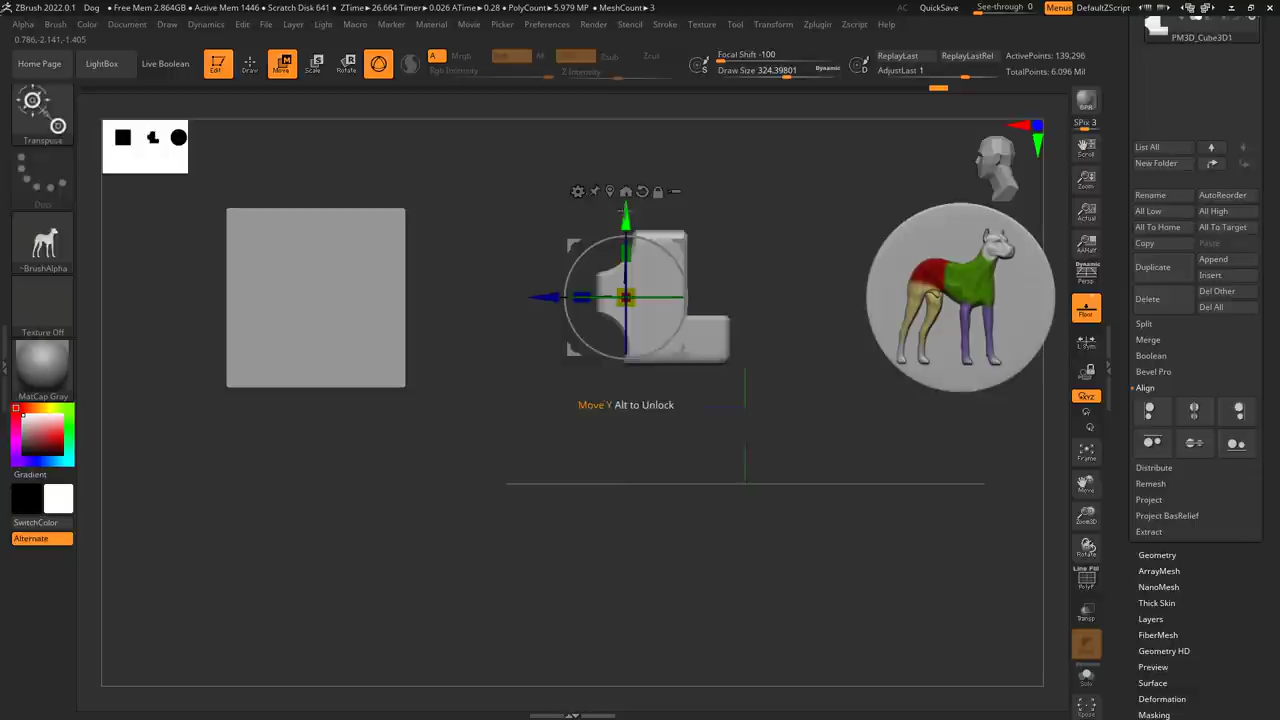 ZBrush 2022.0.1 Dog • Free Mem 2.864GB • Active Mem 1446 • Scratch Disk 641 • ZTime▸26.664 Timer▸0.026 ATime▸0.28 • PolyCount▸5.979 MP • MeshCount▸3 AC QuickSave See-through 0 Menus DefaultZScript
Alpha Brush Color Document Draw Dynamics Edit File Layer Light Macro Marker Material Movie Picker Preferences Render Stencil Stroke Texture Tool Transform Zplugin Zscript Help
0.786,-2.141,-1.405
PM3D_Cube3D1
Home Page LightBox Live Boolean Edit Draw Move Scale Rotate A Mrgb Zsub Zcut
Rgb Intensity Z Intensity
Focal Shift -100
Draw Size 324.39801 Dynamic
ReplayLast ReplayLastRel
AdjustLast 1
ActivePoints: 139,296
TotalPoints: 6.096 Mil
Transpose
Dots
~BrushAlpha
Texture Off
MatCap Gray
Gradient
SwitchColor
Alternate
Move Y Alt to Unlock
BPR
SPix 3
Scroll
Zoom
Actual
AAHalf
Dynamic
Persp
Floor
L.Sym
XYZ
Frame
Move
Zoom3D
Rotate
Line Fill
PolyF
Transp
Solo
Xpose
List All
New Folder
Rename AutoReorder
All Low All High
All To Home All To Target
Copy Paste
Duplicate Append
Insert
Delete Del Other
Del All
Split
Merge
Boolean
Bevel Pro
Align
Distribute
Remesh
Project
Project BasRelief
Extract
Geometry
ArrayMesh
NanoMesh
Thick Skin
Layers
FiberMesh
Geometry HD
Preview
Surface
Deformation
Masking